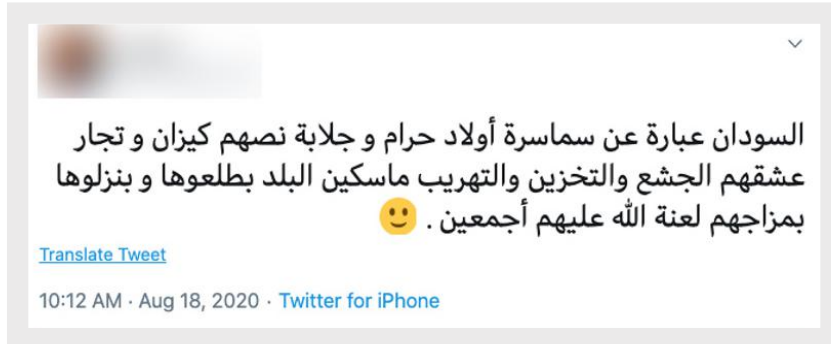 السودان عبارة عن سماسرة أولاد حرام و جلابة نصهم كيزان و تجار
عشقهم الجشع والتخزين والتهريب ماسكين البلد بطلعوها و بنزلوها
بمزاجهم لعنة الله عليهم أجمعين . 🙂
Translate Tweet
10:12 AM · Aug 18, 2020 · Twitter for iPhone